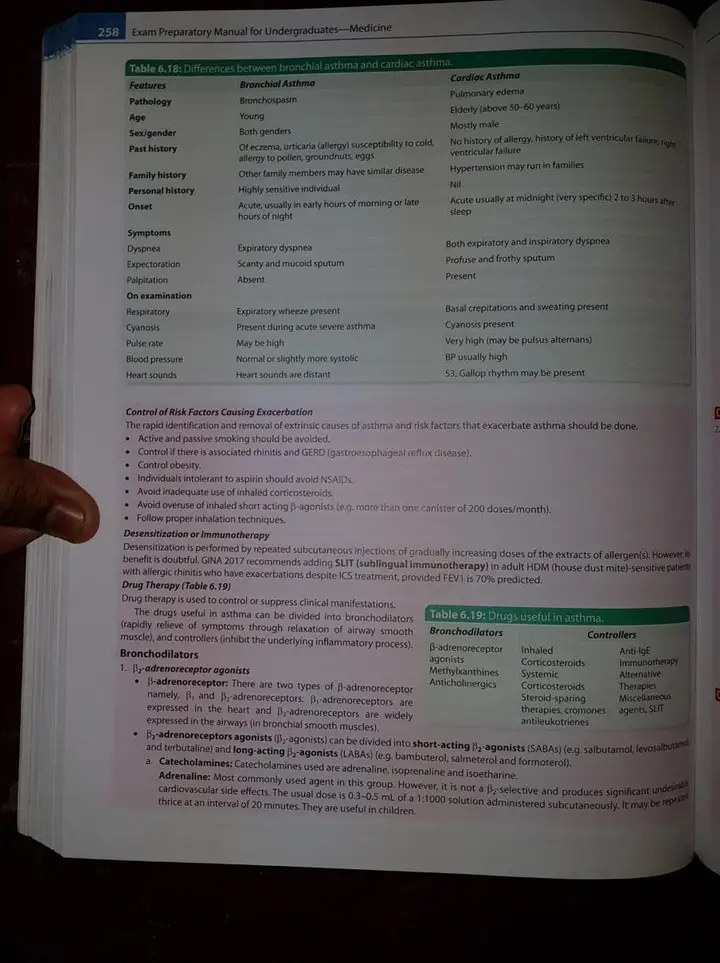 258 Exam Preparatory Manual for Undergraduates—Medicine
Table 6.18: Differences between bronchial asthma and cardiac asthma.
Features Bronchial Asthma Cardiac Asthma
Pathology Bronchospasm Pulmonary edema
Age Young Elderly (above 50–60 years)
Sex/gender Both genders Mostly male
Past history Of eczema, urticaria (allergy) susceptibility to cold, No history of allergy, history of left ventricular failure, right
allergy to pollen, groundnuts, eggs ventricular failure
Family history Other family members may have similar disease Hypertension may run in families
Personal history Highly sensitive individual Nil
Onset Acute, usually in early hours of morning or late Acute usually at midnight (very specific) 2 to 3 hours after
hours of night sleep
Symptoms
Dyspnea Expiratory dyspnea Both expiratory and inspiratory dyspnea
Expectoration Scanty and mucoid sputum Profuse and frothy sputum
Palpitation Absent Present
On examination
Respiratory Expiratory wheeze present Basal crepitations and sweating present
Cyanosis Present during acute severe asthma Cyanosis present
Pulse rate May be high Very high (may be pulsus alternans)
Blood pressure Normal or slightly more systolic BP usually high
Heart sounds Heart sounds are distant S3, Gallop rhythm may be present
Control of Risk Factors Causing Exacerbation
The rapid identification and removal of extrinsic causes of asthma and risk factors that exacerbate asthma should be done.
• Active and passive smoking should be avoided.
• Control if there is associated rhinitis and GERD (gastroesophageal reflux disease).
• Control obesity.
• Individuals intolerant to aspirin should avoid NSAIDs.
• Avoid inadequate use of inhaled corticosteroids.
• Avoid overuse of inhaled short acting β-agonists (e.g. more than one canister of 200 doses/month).
• Follow proper inhalation techniques.
Desensitization or Immunotherapy
Desensitization is performed by repeated subcutaneous injections of gradually increasing doses of the extracts of allergen(s). However,
benefit is doubtful. GINA 2017 recommends adding SLIT (sublingual immunotherapy) in adult HDM (house dust mite)-sensitive patients
with allergic rhinitis who have exacerbations despite ICS treatment, provided FEV1 is 70% predicted.
Drug Therapy (Table 6.19)
Drug therapy is used to control or suppress clinical manifestations.
The drugs useful in asthma can be divided into bronchodilators
(rapidly relieve of symptoms through relaxation of airway smooth
muscle), and controllers (inhibit the underlying inflammatory process).
Bronchodilators
1. β2-adrenoreceptor agonists
• β-adrenoreceptor: There are two types of β-adrenoreceptor
namely, β1 and β2-adrenoreceptors. β1-adrenoreceptors are
expressed in the heart and β2-adrenoreceptors are widely
expressed in the airways (in bronchial smooth muscles).
Table 6.19: Drugs useful in asthma.
Bronchodilators Controllers
β-adrenoreceptor Inhaled Anti-IgE
agonists Corticosteroids Immunotherapy
Methylxanthines Systemic Alternative
Anticholinergics Corticosteroids Therapies
Steroid-sparing Miscellaneous
therapies, cromones agents, SLIT
antileukotrienes
• β2-adrenoreceptors agonists (β2-agonists) can be divided into short-acting β2-agonists (SABAs) (e.g. salbutamol, levosalbutamol
and terbutaline) and long-acting β2-agonists (LABAs) (e.g. bambuterol, salmeterol and formoterol).
a. Catecholamines: Catecholamines used are adrenaline, isoprenaline and isoetharine.
Adrenaline: Most commonly used agent in this group. However, it is not a β2-selective and produces significant undesirable
cardiovascular side effects. The usual dose is 0.3–0.5 mL of a 1:1000 solution administered subcutaneously. It may be repeated
thrice at an interval of 20 minutes. They are useful in children.